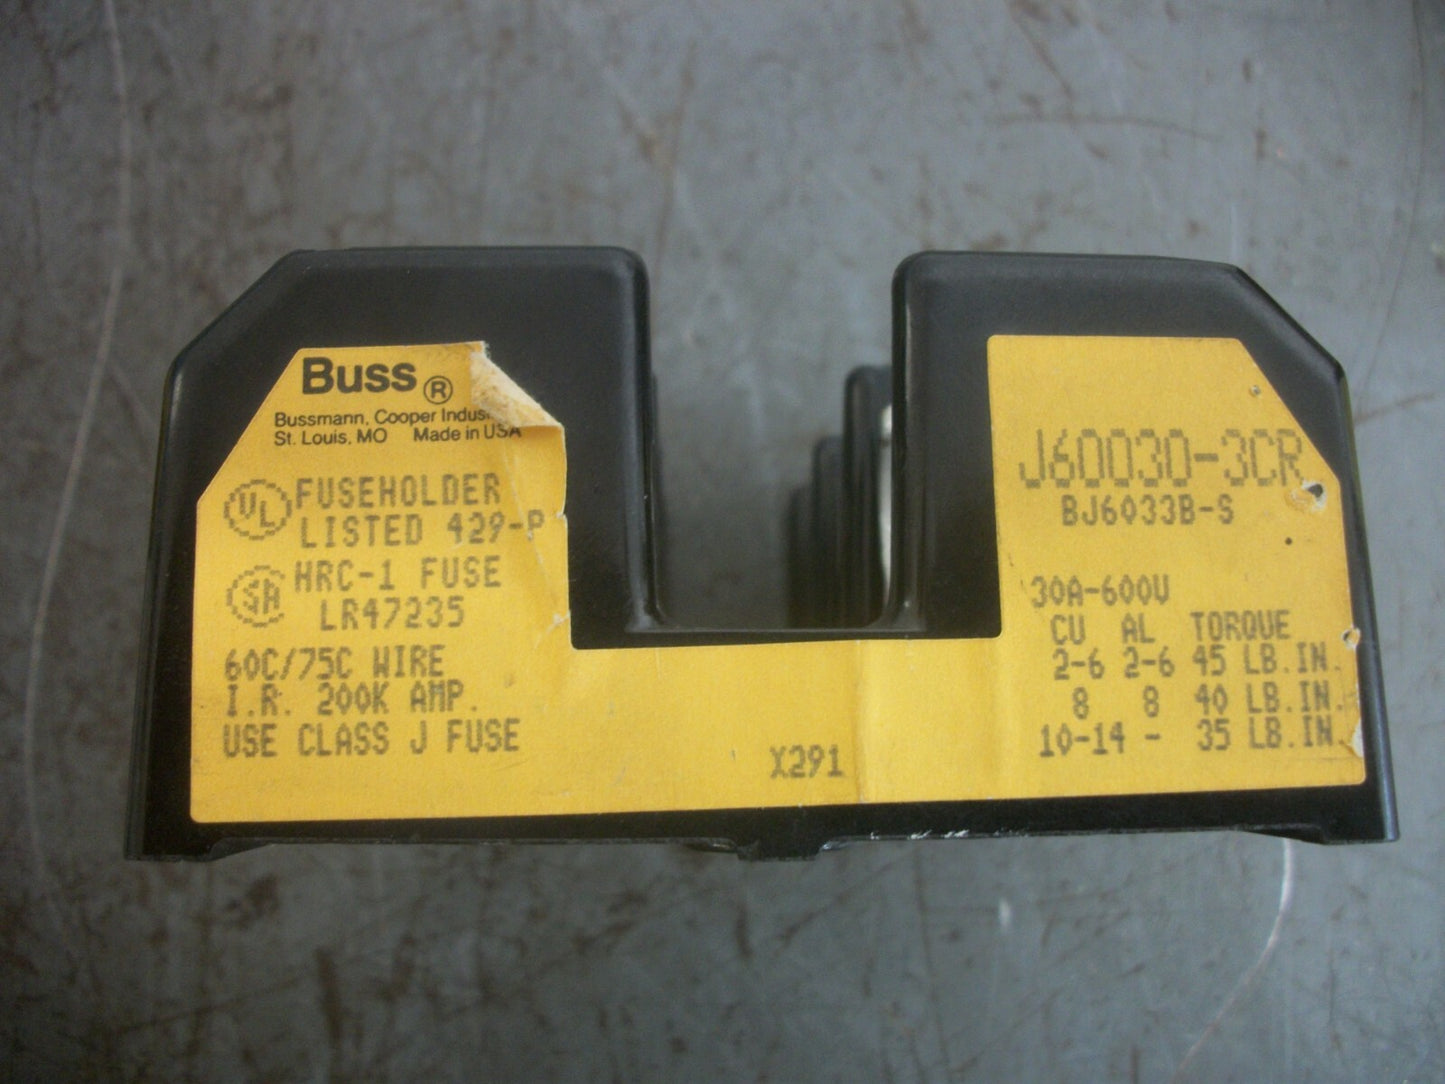 Buss®
Bussmann, Cooper Indus
St. Louis, MO Made in USA
UL FUSEHOLDER
LISTED 429-P
SA HRC-1 FUSE
LR47235
60C/75C WIRE
I.R. 200K AMP.
USE CLASS J FUSE
X291
J60030-3CR
BJ6033B-S
30A-600V
CU AL TORQUE
2-6 2-6 45 LB.IN.
8 8 40 LB.IN.
10-14 - 35 LB.IN.